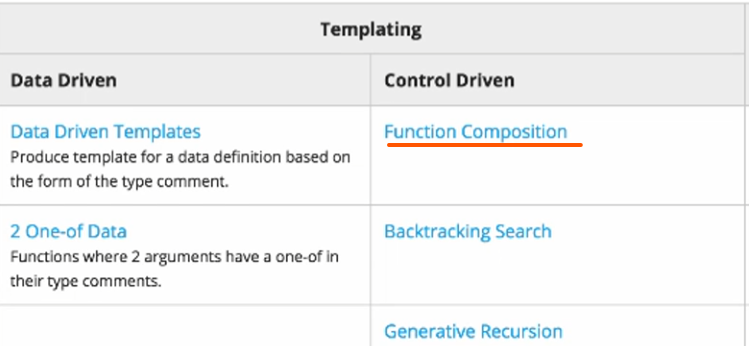 Templating
Data Driven
Control Driven
Data Driven Templates
Produce template for a data definition based on
the form of the type comment.
Function Composition
2 One-of Data
Functions where 2 arguments have a one-of in
their type comments.
Backtracking Search
Generative Recursion